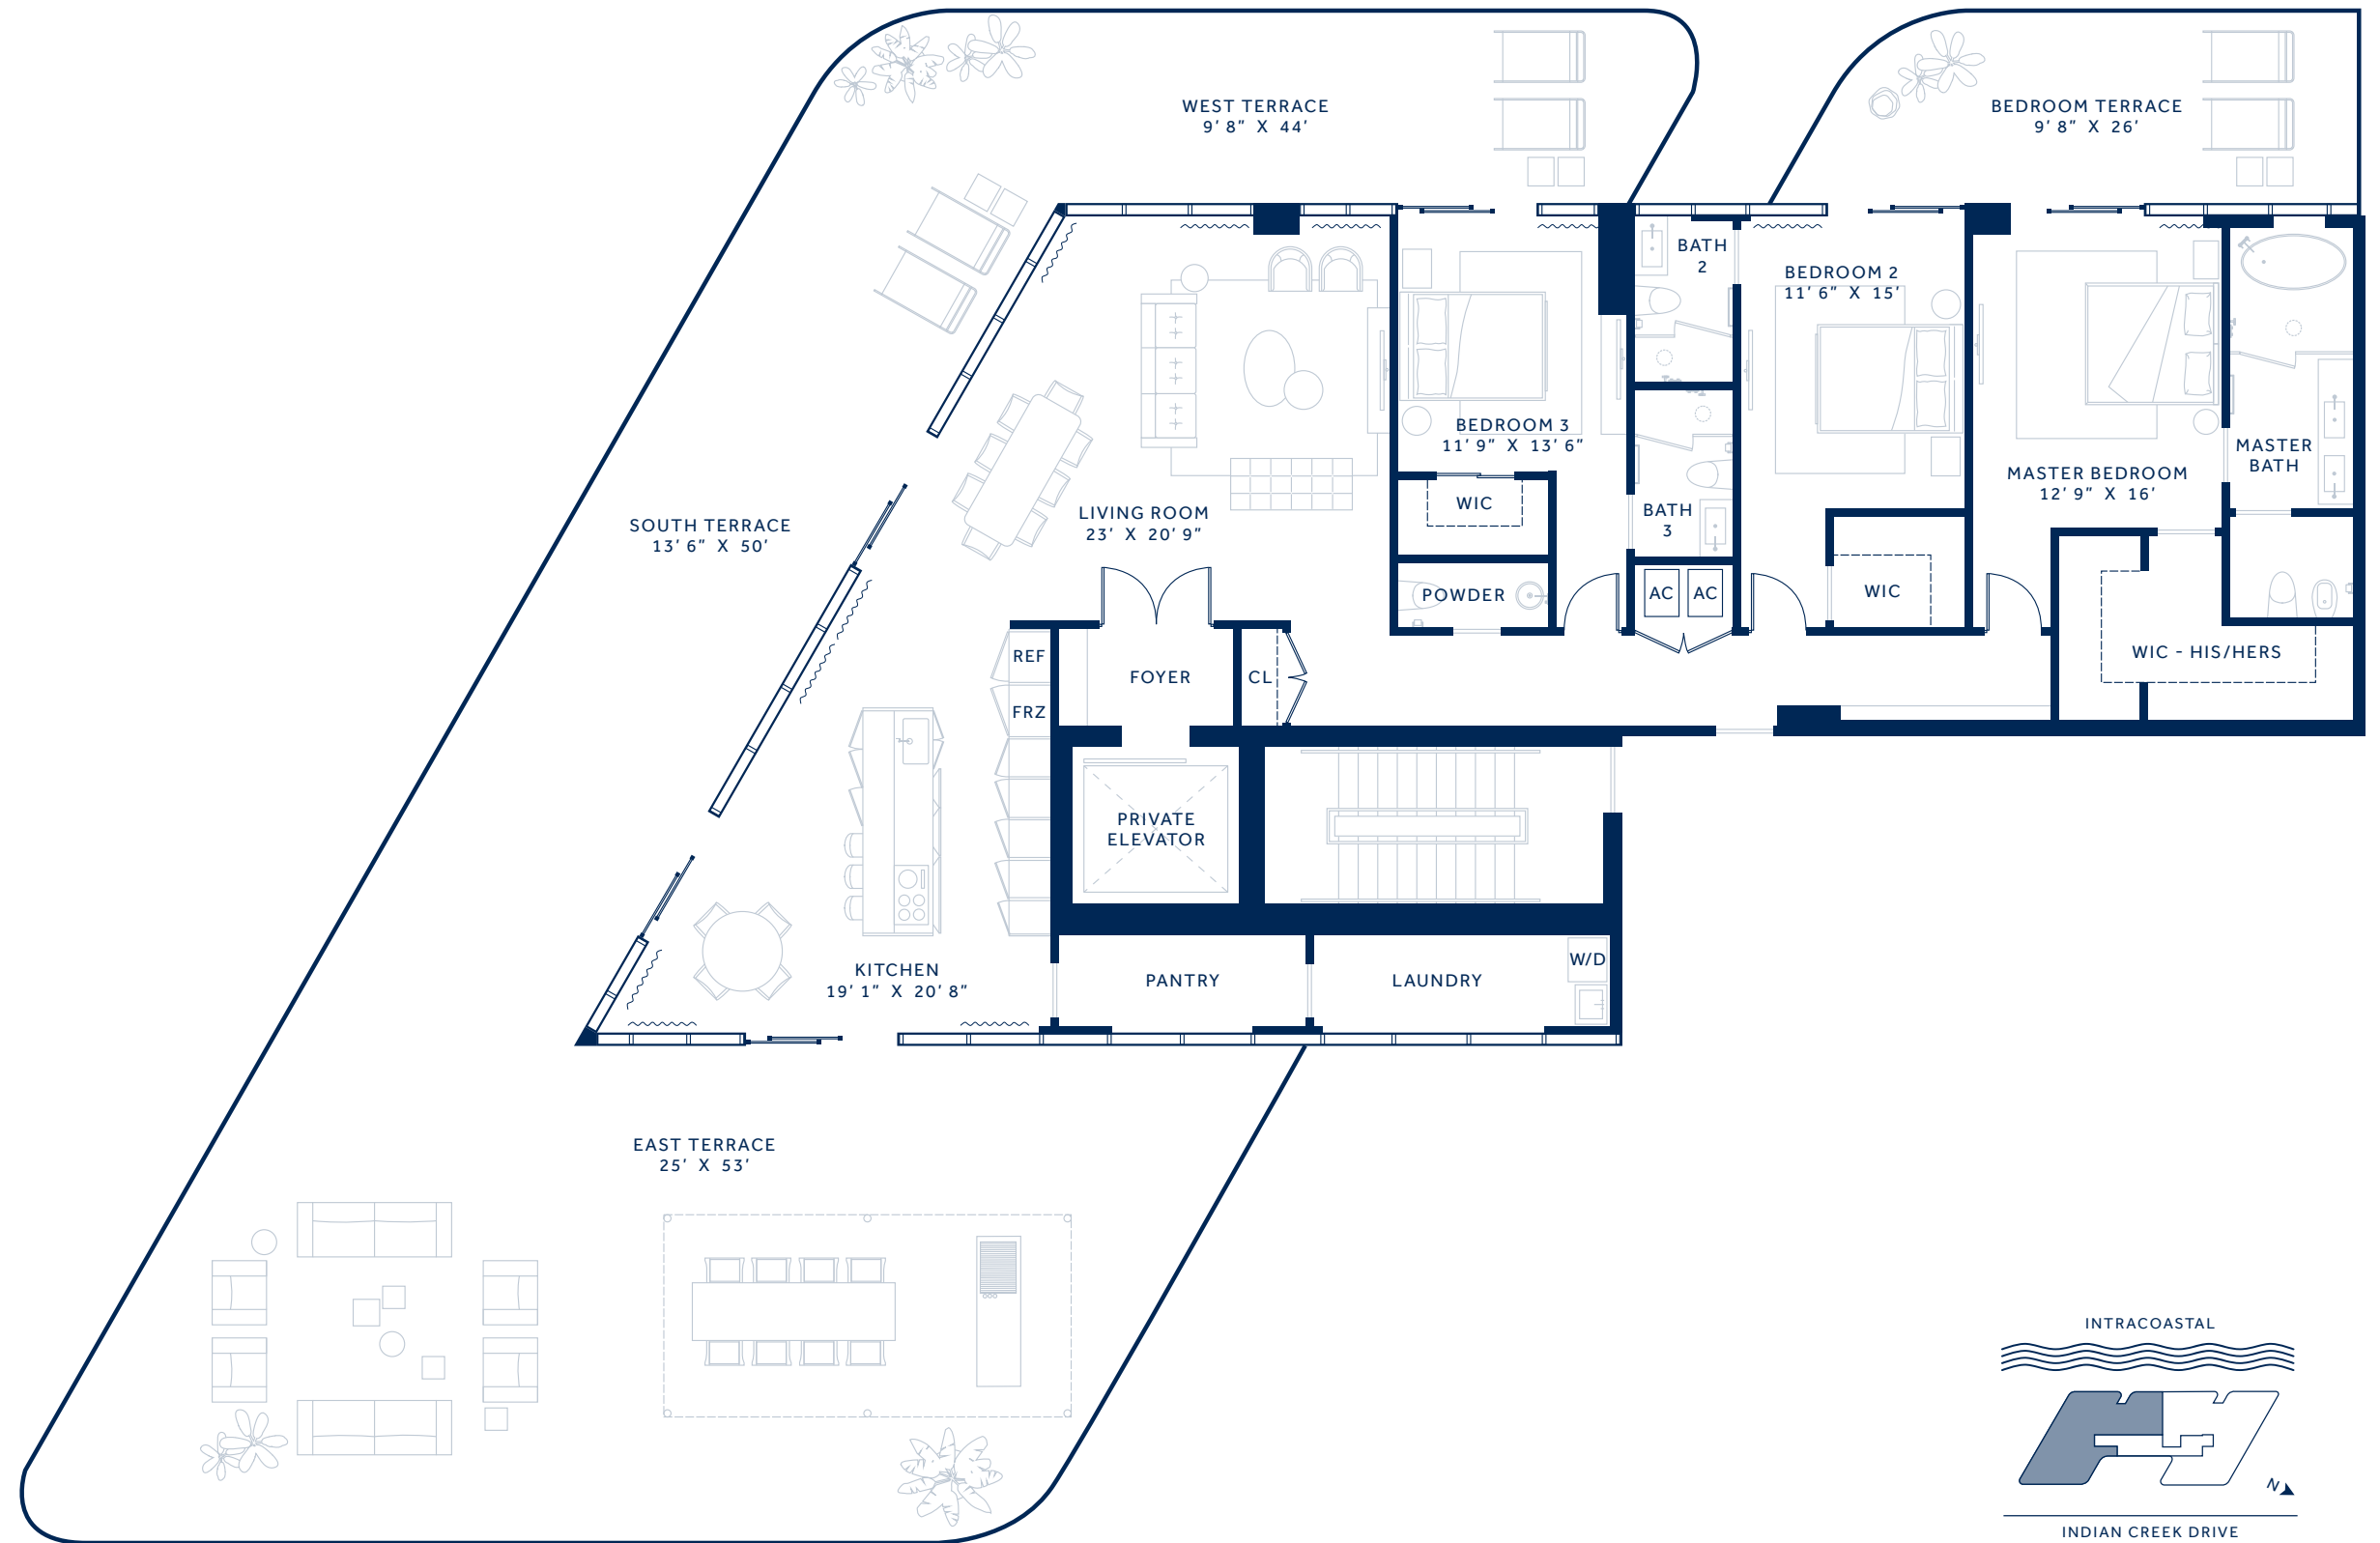 WEST TERRACE
9’ 8” X 44’
BEDROOM TERRACE
9’ 8” X 26’
BATH
2
BEDROOM 2
11’ 6” X 15’
BEDROOM 3
11’ 9” X 13’ 6”
MASTER
BATH
MASTER BEDROOM
12’ 9” X 16’
WIC
LIVING ROOM
23’ X 20’ 9”
BATH
3
SOUTH TERRACE
13’ 6” X 50’
POWDER
AC
AC
WIC
REF
FOYER
CL
WIC - HIS/HERS
FRZ
PRIVATE
ELEVATOR
KITCHEN
19’ 1” X 20’ 8”
PANTRY
LAUNDRY
W/D
EAST TERRACE
25’ X 53’
INTRACOASTAL
N
INDIAN CREEK DRIVE